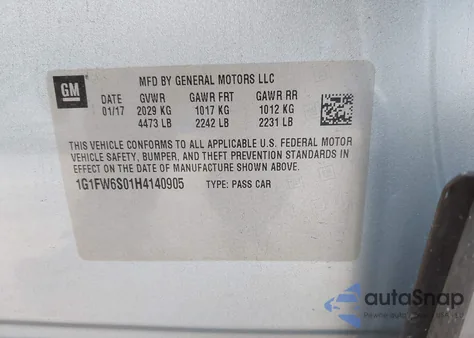 GM
MFD BY GENERAL MOTORS LLC
DATE GVWR GAWR FRT GAWR RR
01/17 2029 KG 1017 KG 1012 KG
4473 LB 2242 LB 2231 LB
THIS VEHICLE CONFORMS TO ALL APPLICABLE U.S. FEDERAL MOTOR
VEHICLE SAFETY, BUMPER, AND THEFT PREVENTION STANDARDS IN
EFFECT ON THE DATE OF MANUFACTURE SHOWN ABOVE.
1G1FW6S01H4140905 TYPE: PASS CAR
autoSnap